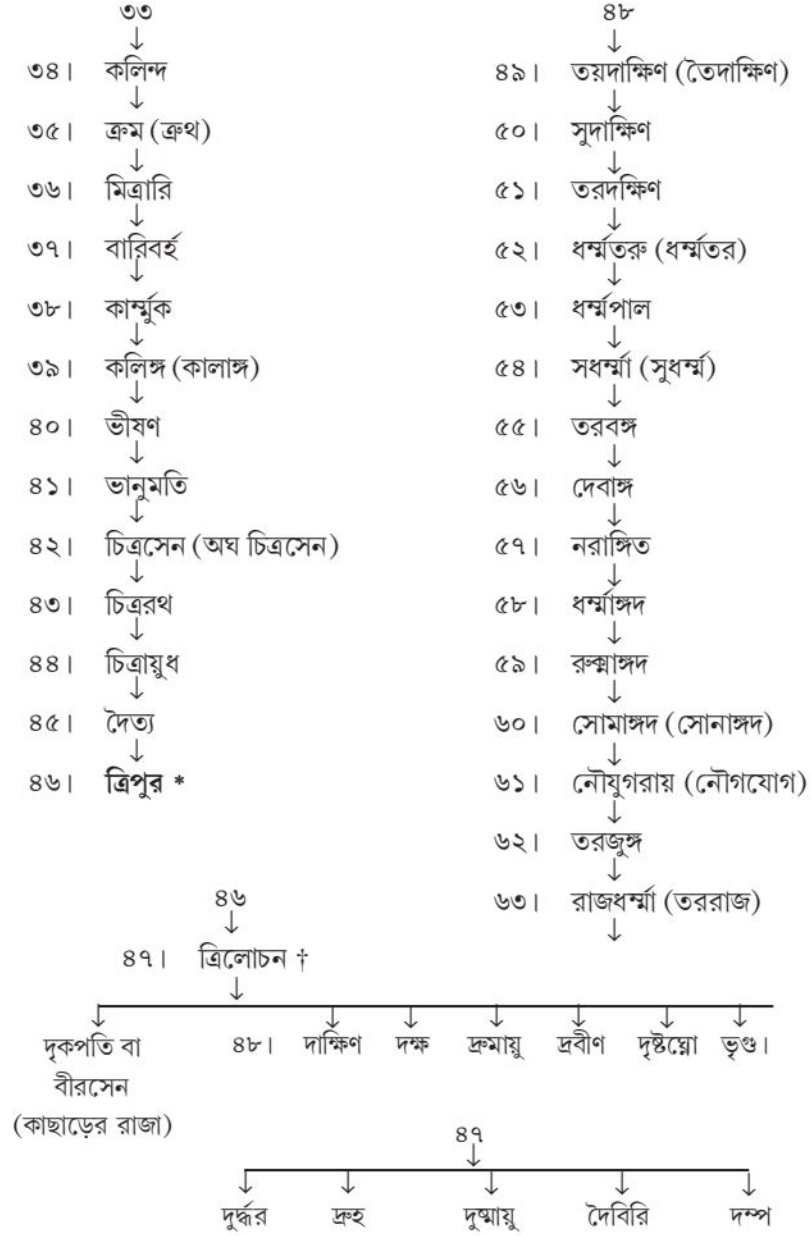 ৩৩
৩৪। কলিন্দ
৩৫। ক্রম (ক্রুথ)
৩৬। মিত্রারি
৩৭। বারিবর্হ
৩৮। কার্ম্মুক
৩৯। কলিঙ্গ (কালাঙ্গ)
৪০। ভীষণ
৪১। ভানুমতি
৪২। চিত্রসেন (অঘ চিত্রসেন)
৪৩। চিত্ররথ
৪৪। চিত্রায়ুধ
৪৫। দৈত্য
৪৬। ত্রিপুর *
৪৮
৪৯। তয়দাক্ষিণ (তৈদাক্ষিণ)
৫০। সুদাক্ষিণ
৫১। তরদক্ষিণ
৫২। ধর্ম্মতরু (ধর্ম্মতর)
৫৩। ধর্ম্মপাল
৫৪। সধর্ম্মা (সুধর্ম্ম)
৫৫। তরবঙ্গ
৫৬। দেবাঙ্গ
৫৭। নরাঙ্গিত
৫৮। ধর্ম্মাঙ্গদ
৫৯। রুক্মাঙ্গদ
৬০। সোমাঙ্গদ (সোনাঙ্গদ)
৬১। নৌযুগরায় (নৌগযোগ)
৬২। তরজুঙ্গ
৬৩। রাজধর্ম্মা (তররাজ)
৪৬
৪৭। ত্রিলোচন †
দৃকপতি বা
বীরসেন
(কাছাড়ের রাজা)
৪৮। দাক্ষিণ দক্ষ দ্রুমায়ু দ্রবীণ দৃষ্টঘ্নো ভৃগু।
৪৭
দুর্দ্ধর দ্রুহ দুষ্মায়ু দৈবিরি দম্প